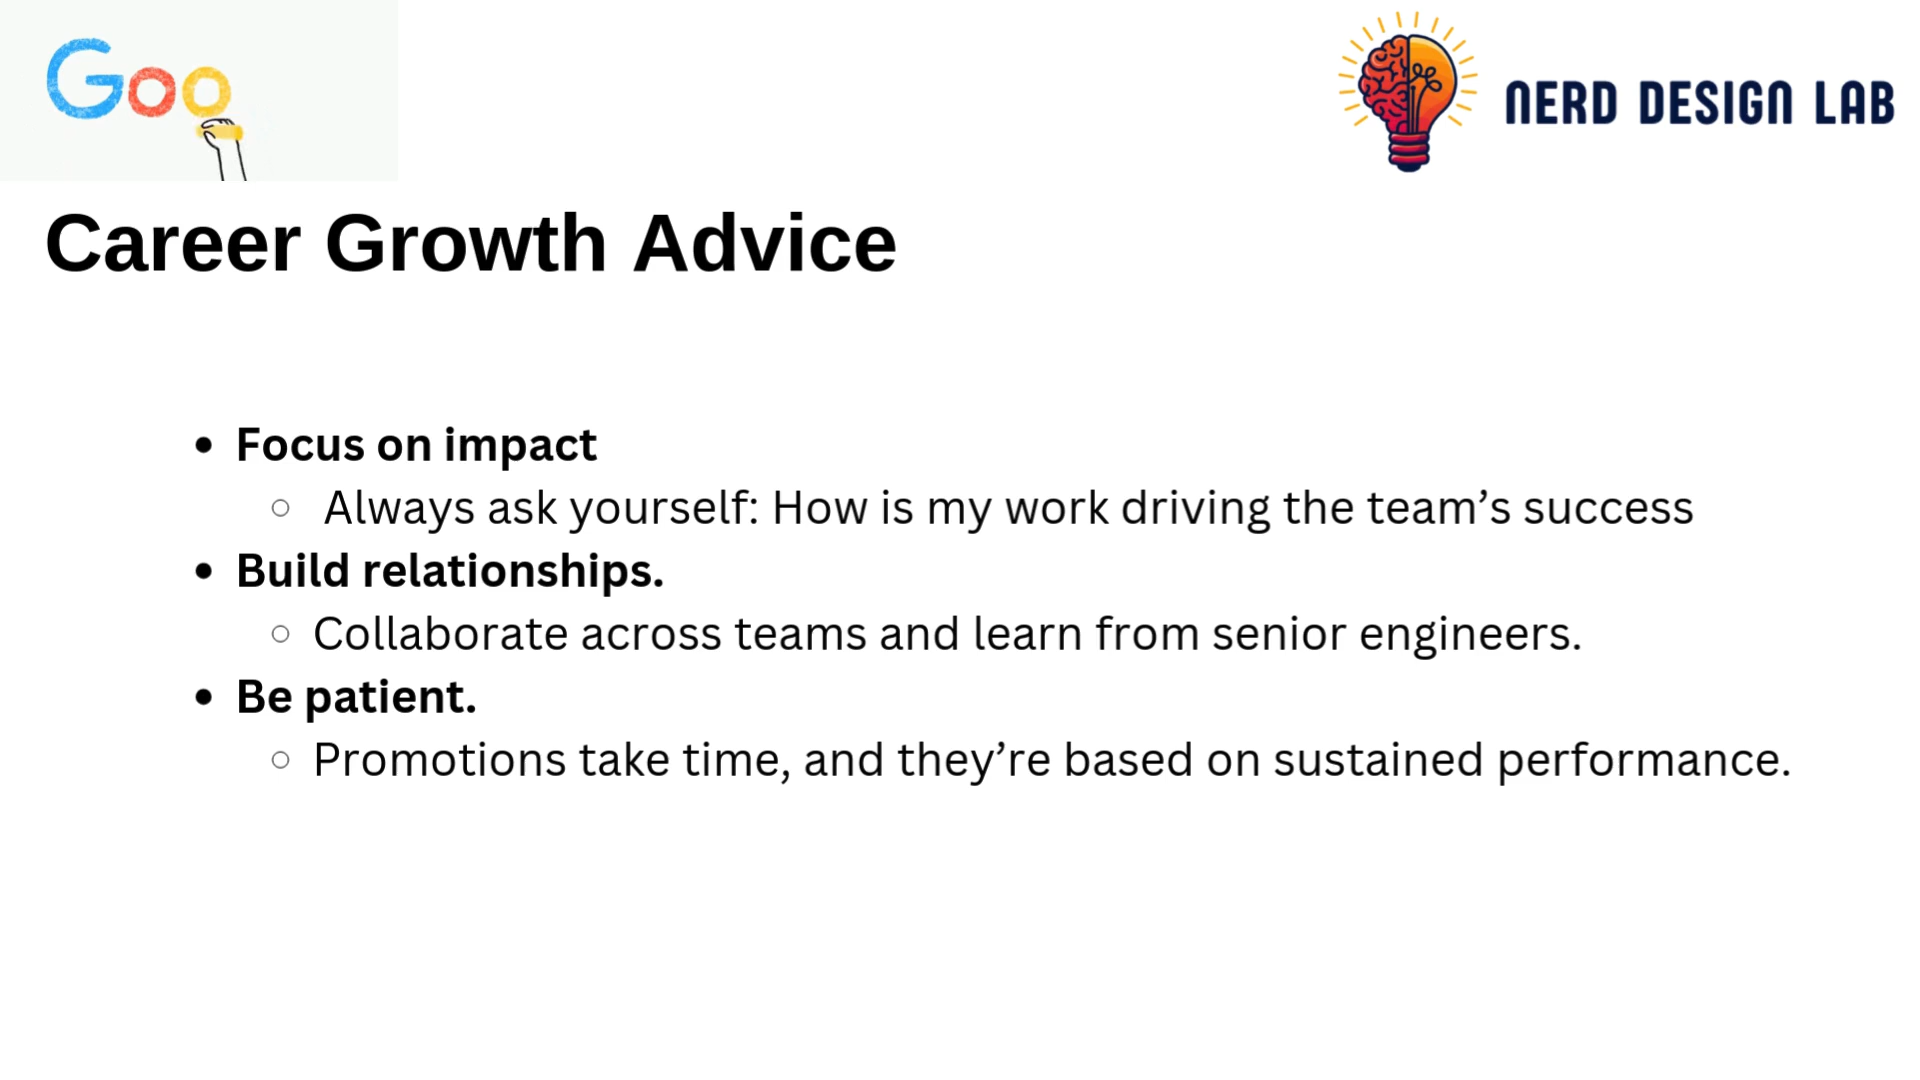 Goo
NERD DESIGN LAB
Career Growth Advice
• Focus on impact
○ Always ask yourself: How is my work driving the team’s success
• Build relationships.
○ Collaborate across teams and learn from senior engineers.
• Be patient.
○ Promotions take time, and they’re based on sustained performance.